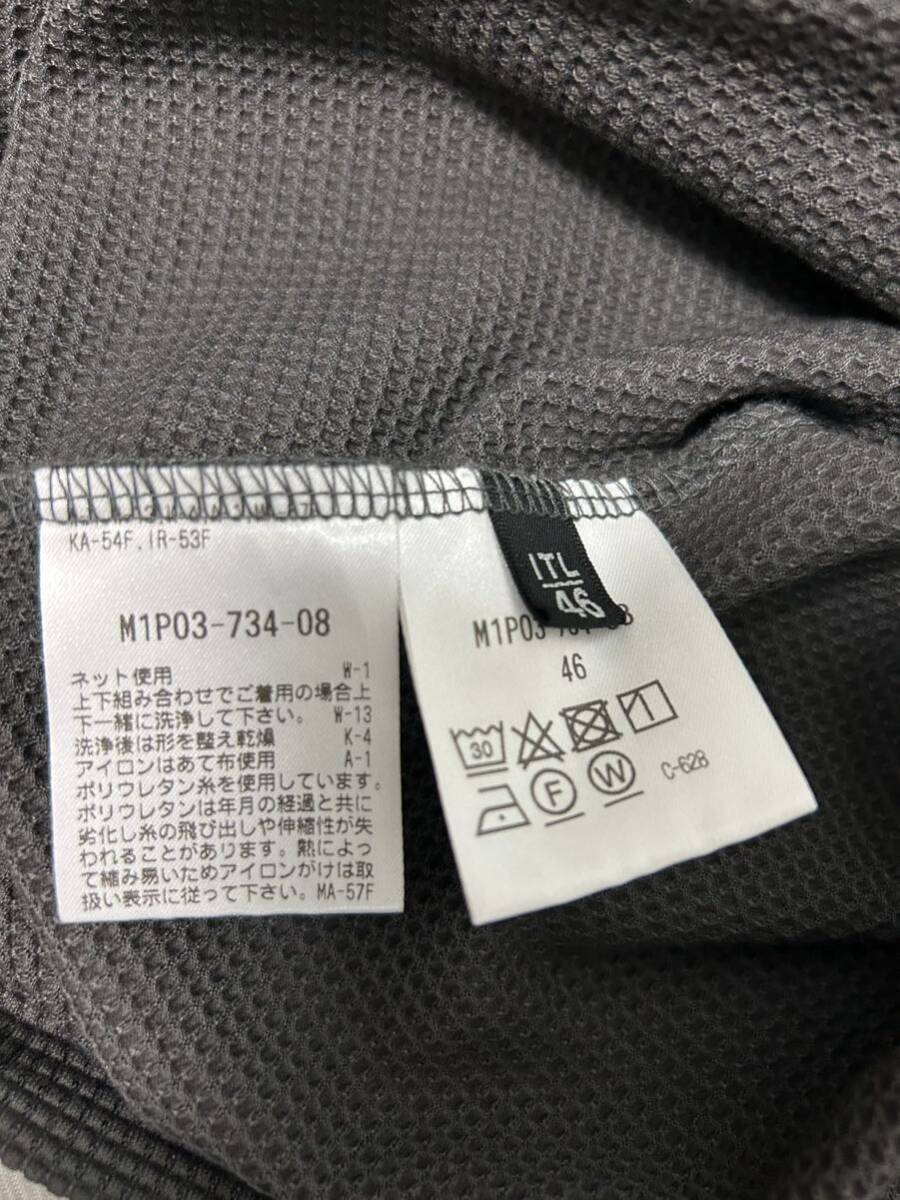 KA-54F.IR-53F
M1P03-734-08
ネット使用 W-1
上下組み合わせでご着用の場合上
下一緒に洗浄して下さい。 W-13
洗浄後は形を整え乾燥 K-4
アイロンはあて布使用 A-1
ポリウレタン糸を使用しています。
ポリウレタンは年月の経過と共に
劣化し糸の飛び出しや伸縮性が失
われることがあります。熱によっ
て縮み易いためアイロンがけは取
扱い表示に従って下さい。MA-57F
ITL
46
M1P03
46
30
F W
C-628